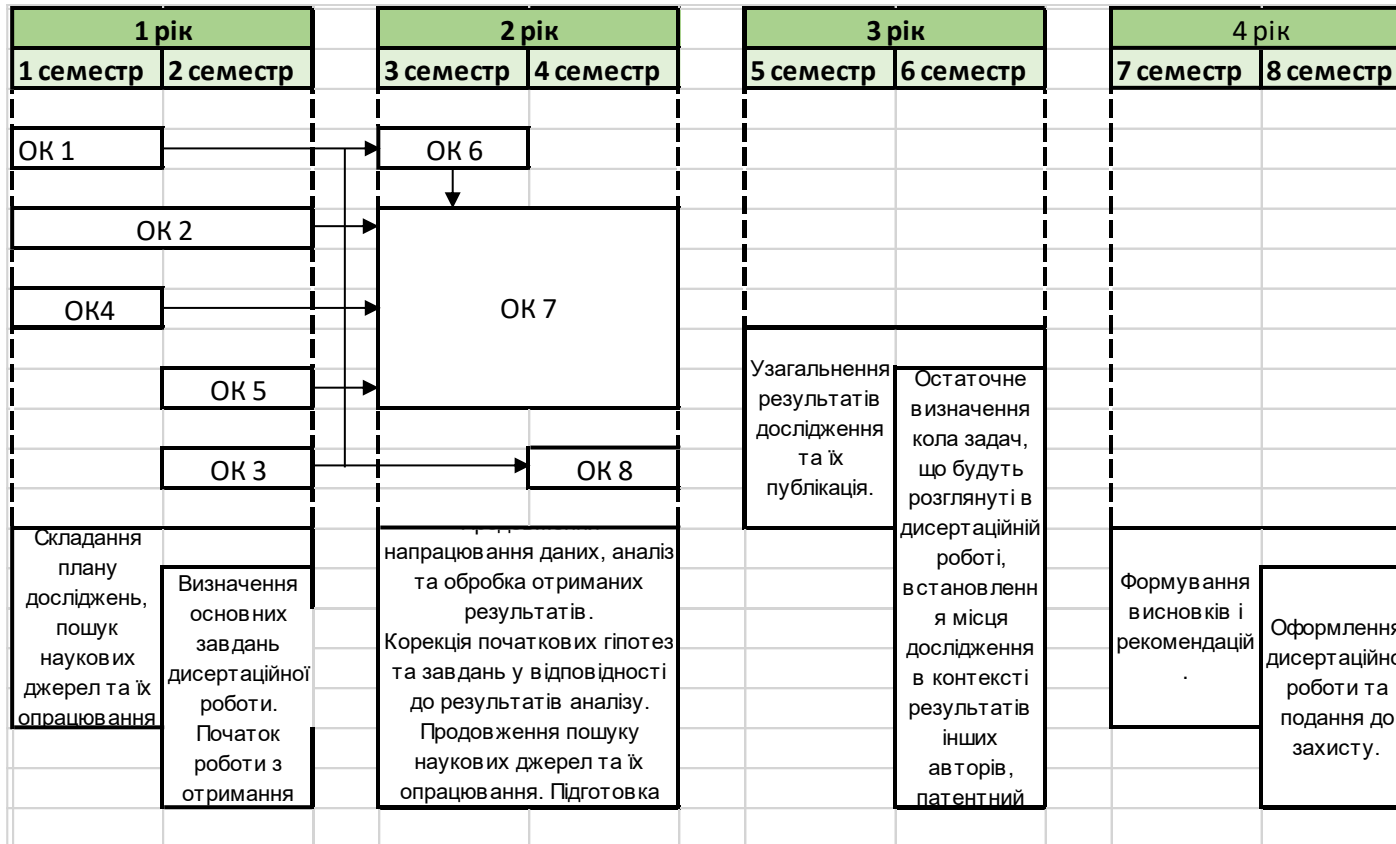 1 рік
2 рік
3 рік
4 рік
1 семестр
2 семестр
3 семестр
4 семестр
5 семестр
6 семестр
7 семестр
8 семестр
ОК 1
ОК 6
ОК 2
ОК4
ОК 7
ОК 5
ОК 3
ОК 8
Складання
плану
досліджень,
пошук
наукових
джерел та їх
опрацювання
Визначення
основних
завдань
дисертаційної
роботи.
Початок
роботи з
отримання
напрацювання даних, аналіз
та обробка отриманих
результатів.
Корекція початкових гіпотез
та завдань у відповідності
до результатів аналізу.
Продовження пошуку
наукових джерел та їх
опрацювання. Підготовка
Узагальнення
результатів
дослідження
та їх
публікація.
Остаточне
визначення
кола задач,
що будуть
розглянуті в
дисертаційній
роботі,
встановленн
я місця
дослідження
в контексті
результатів
інших
авторів,
патентний
Формування
висновків і
рекомендацій
.
Оформлення
дисертаційно
роботи та
подання до
захисту.